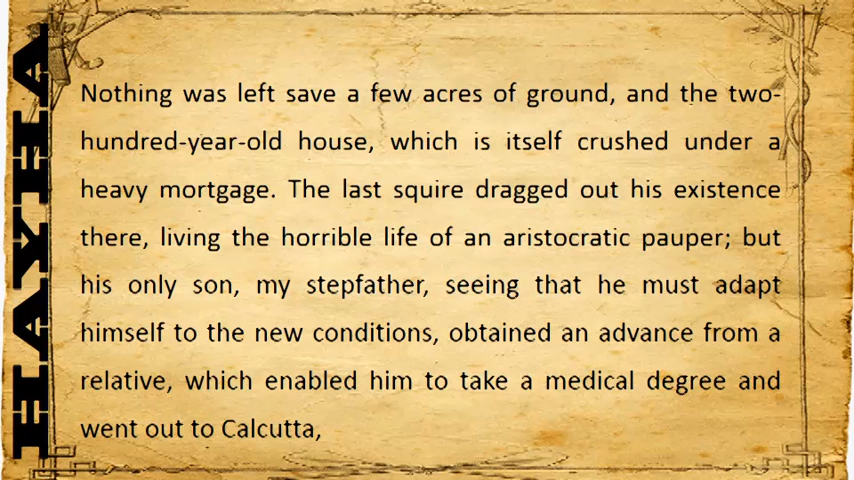 HAYHA
Nothing was left save a few acres of ground, and the two-
hundred-year-old house, which is itself crushed under a
heavy mortgage. The last squire dragged out his existence
there, living the horrible life of an aristocratic pauper; but
his only son, my stepfather, seeing that he must adapt
himself to the new conditions, obtained an advance from a
relative, which enabled him to take a medical degree and
went out to Calcutta,